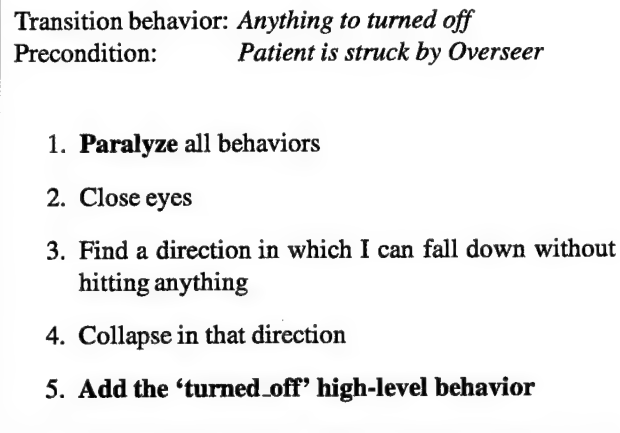 Transition behavior: Anything to turned off
Precondition: Patient is struck by Overseer
1. Paralyze all behaviors
2. Close eyes
3. Find a direction in which I can fall down without
hitting anything
4. Collapse in that direction
5. Add the ‘turned_off’ high-level behavior